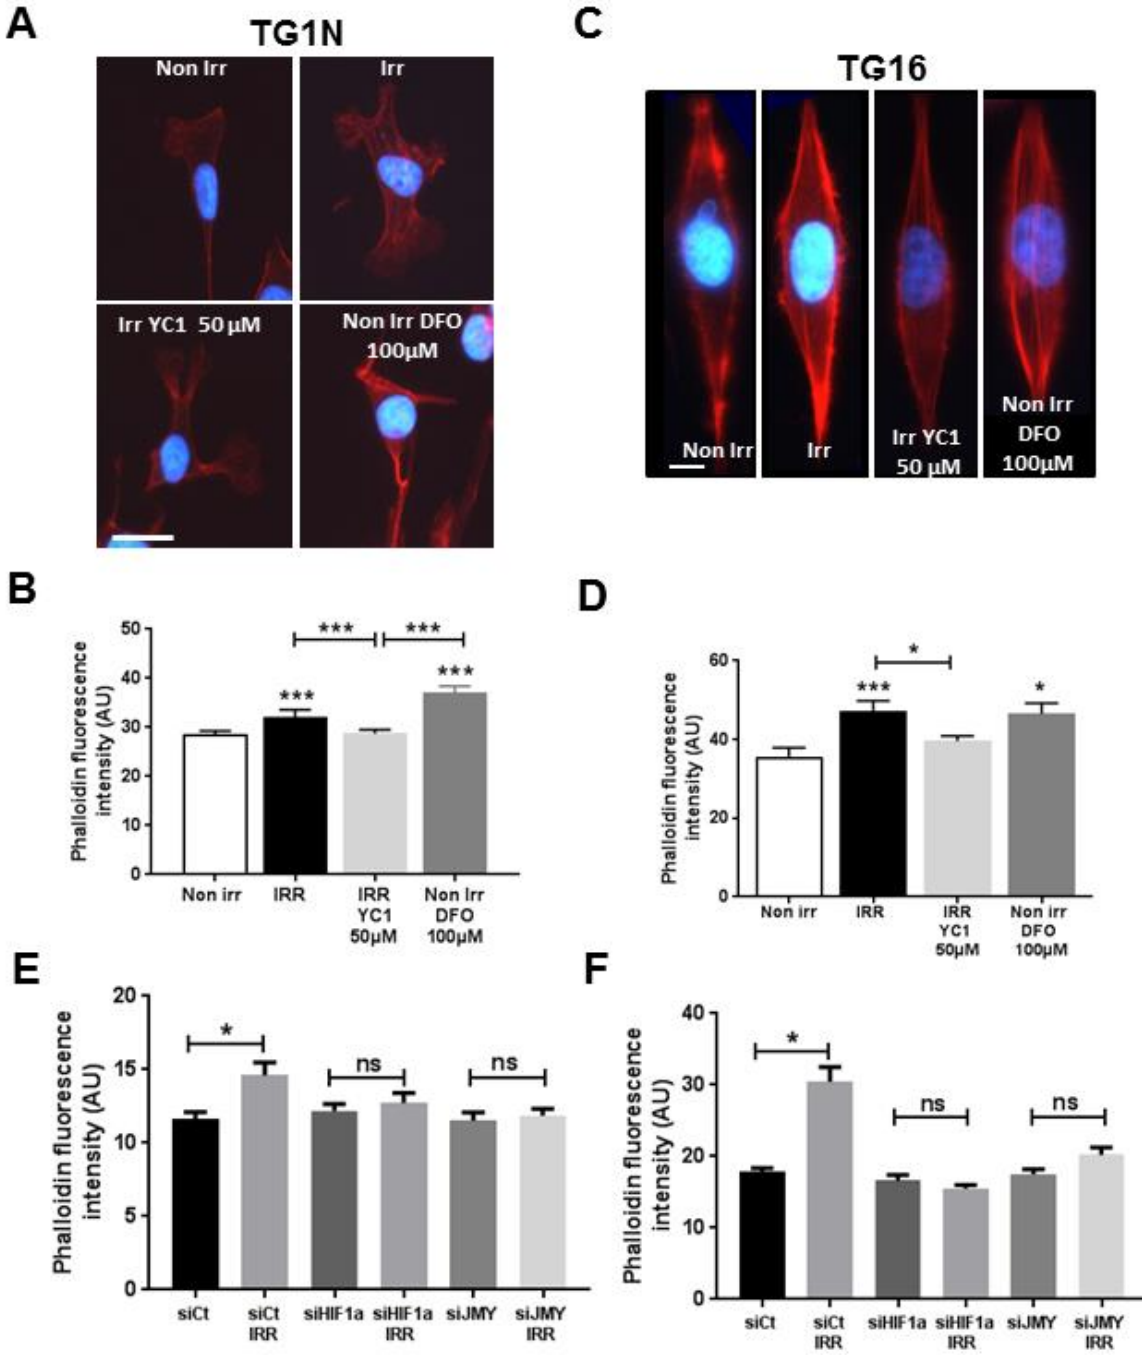 A
TG1N
Non Irr
Irr
Irr YC1 50 µM
Non Irr DFO
100µM
C
TG16
Non Irr
Irr
Irr YC1
50 µM
Non Irr
DFO
100µM
B
Phalloidin fluorescence
intensity (AU)
50
40
30
20
10
0
***
***
***
***
Non irr
IRR
IRR
YC1
50µM
Non Irr
DFO
100µM
D
Phalloidin fluorescence
intensity (AU)
60
40
20
0
***
*
*
Non irr
IRR
IRR
YC1
50µM
Non irr
DFO
100µM
E
Phalloidin fluorescence
intensity (AU)
20
15
10
5
0
*
ns
ns
siCt
siCt
IRR
siHIF1a
siHIF1a
IRR
siJMY
siJMY
IRR
F
Phalloidin fluorescence
intensity (AU)
40
30
20
10
0
*
ns
ns
siCt
siCt
IRR
siHIF1a
siHIF1a
IRR
siJMY
siJMY
IRR